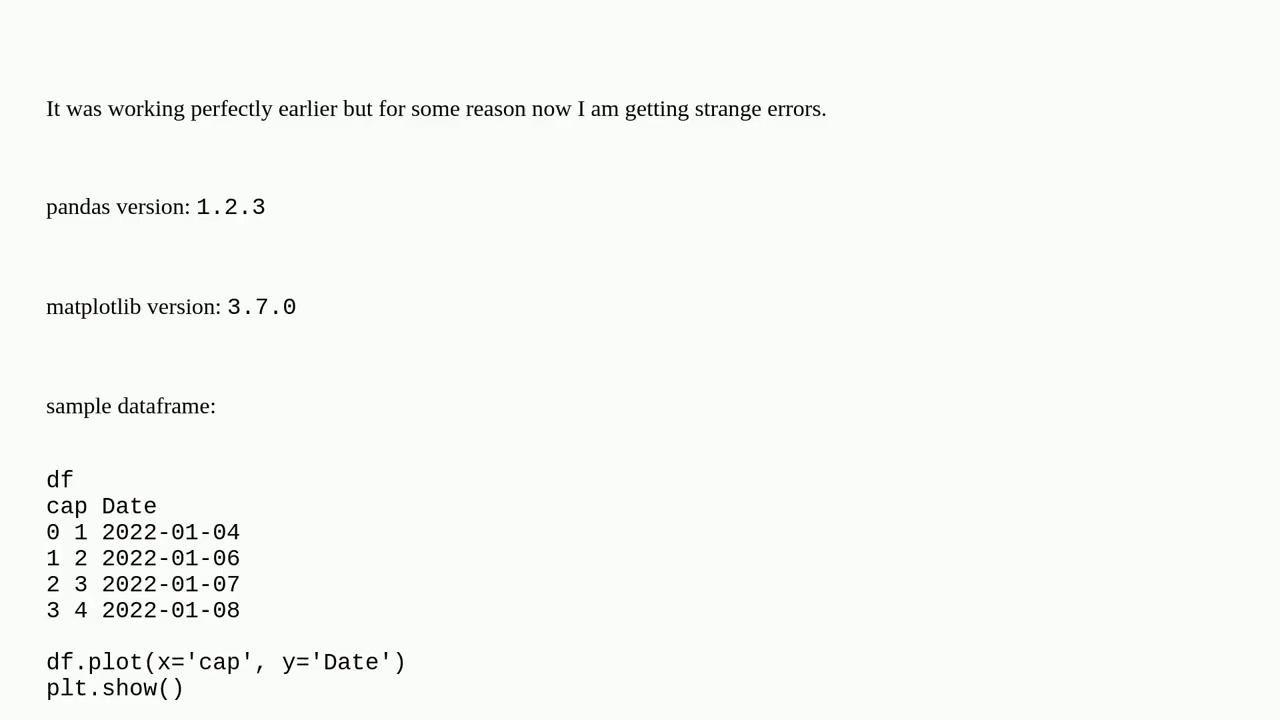 It was working perfectly earlier but for some reason now I am getting strange errors.
pandas version: 1.2.3
matplotlib version: 3.7.0
sample dataframe:
df
cap Date
0 1 2022-01-04
1 2 2022-01-06
2 3 2022-01-07
3 4 2022-01-08
df.plot(x='cap', y='Date')
plt.show()